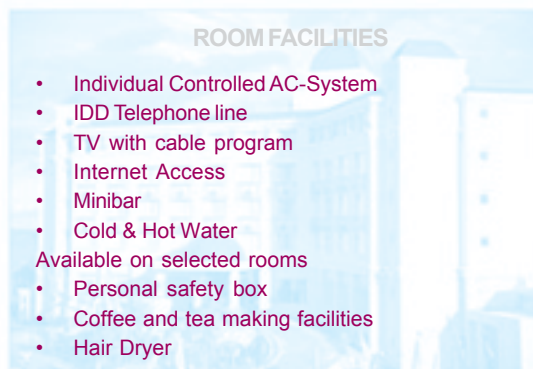 ROOM FACILITIES
• Individual Controlled AC-System
• IDD Telephone line
• TV with cable program
• Internet Access
• Minibar
• Cold & Hot Water
Available on selected rooms
• Personal safety box
• Coffee and tea making facilities
• Hair Dryer